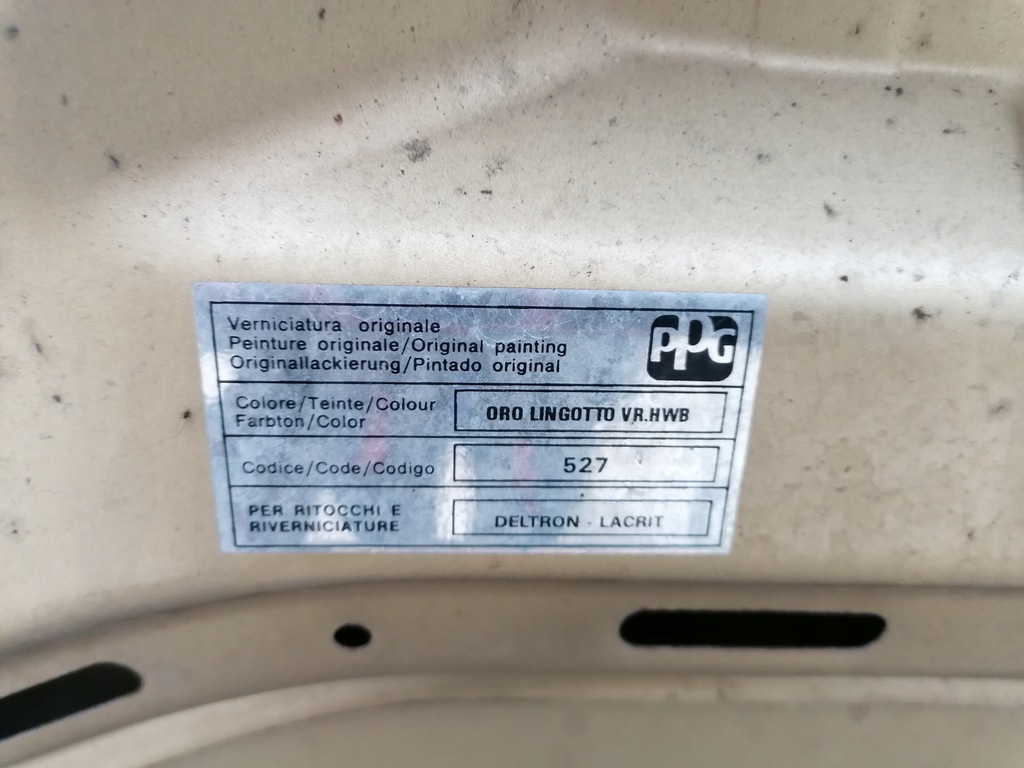 Verniciatura originale
Peinture originale/Original painting
Originallackierung/Pintado original
PPG
Colore/Teinte/Colour
Farbton/Color
ORO LINGOTTO VR.HWB
Codice/Code/Codigo
527
PER RITOCCHI E
RIVERNICIATURE
DELTRON - LACRIT